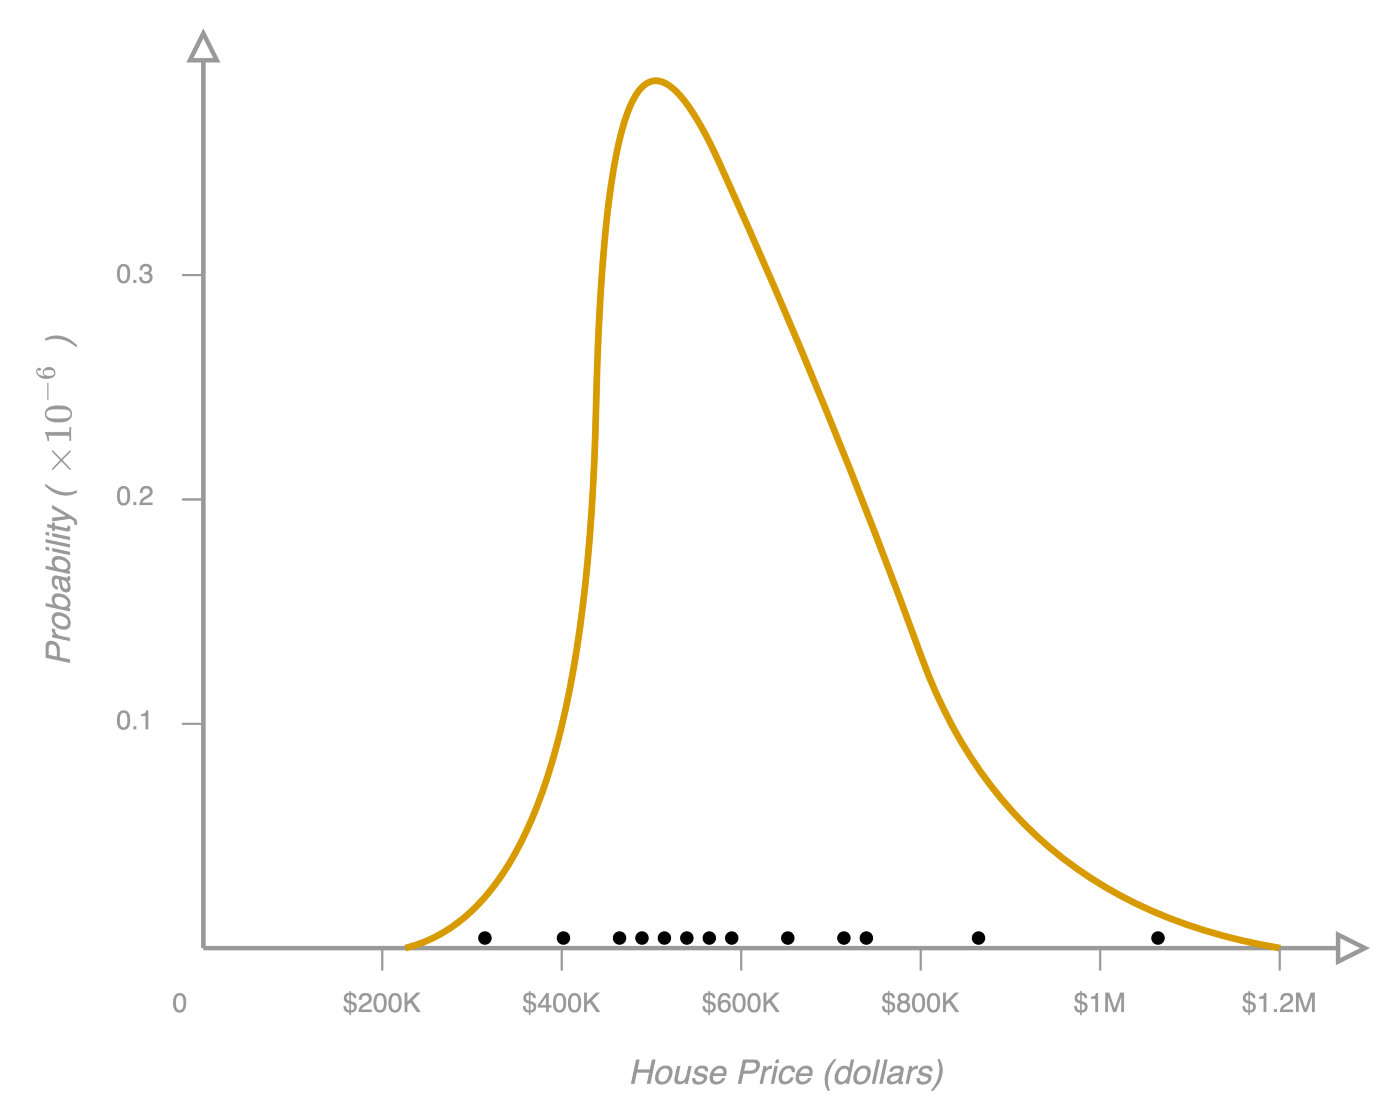 0.3
0.2
0.1
Probability ( ×10⁻⁶ )
0 $200K $400K $600K $800K $1M $1.2M
House Price (dollars)